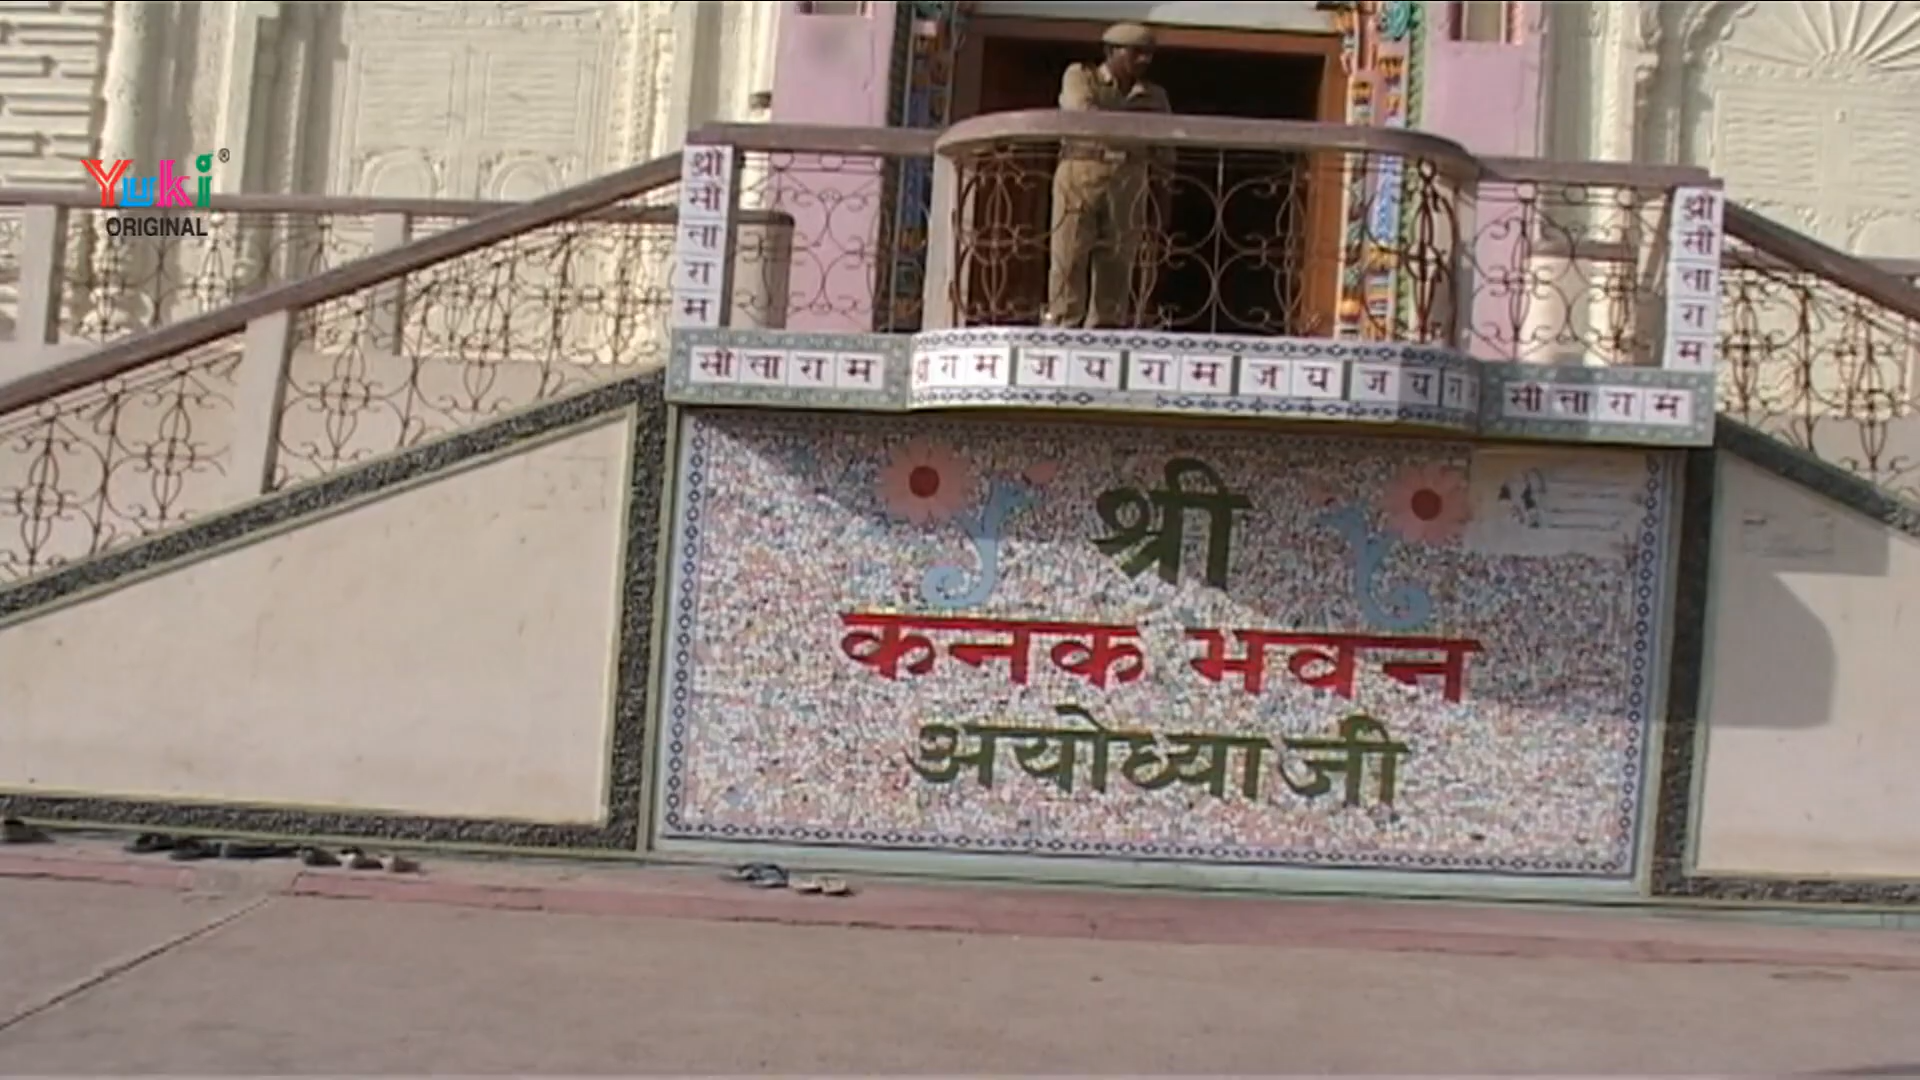 Yuki®
ORIGINAL
श्री सीताराम
श्री सीताराम
सीताराम
श्री राम जय राम जय जय रा
सीताराम
श्री
कनक भवन
अयोध्याजी